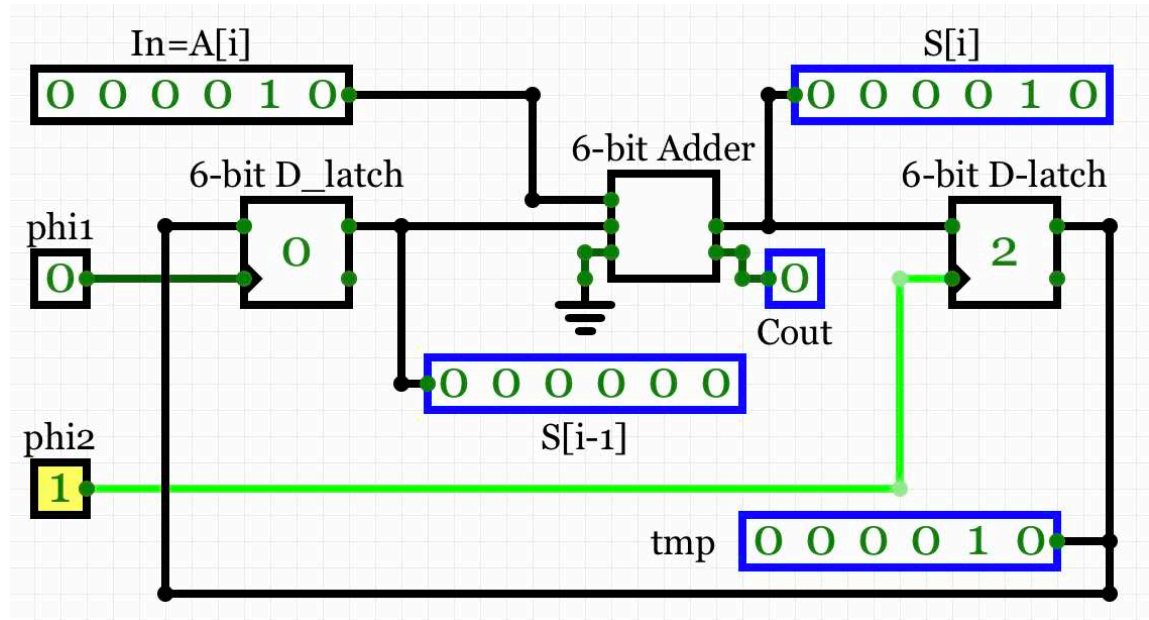 In=A[i]
0 0 0 0 1 0
S[i]
0 0 0 0 1 0
6-bit Adder
6-bit D_latch
6-bit D-latch
phi1
0
0
0
2
Cout
0 0 0 0 0 0
S[i-1]
phi2
1
tmp
0 0 0 0 1 0